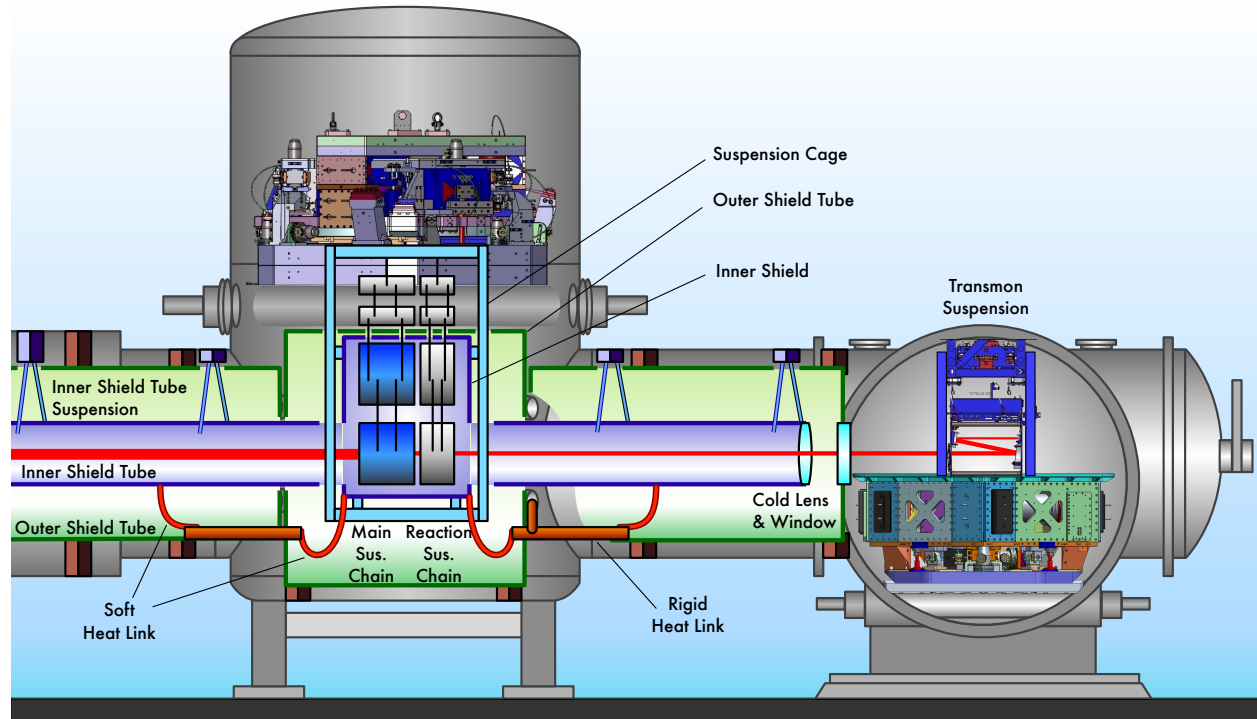 Suspension Cage
Outer Shield Tube
Inner Shield
Transmon
Suspension
Inner Shield Tube
Suspension
Inner Shield Tube
Cold Lens
& Window
Outer Shield Tube
Main
Sus.
Chain
Reaction
Sus.
Chain
Soft
Heat Link
Rigid
Heat Link